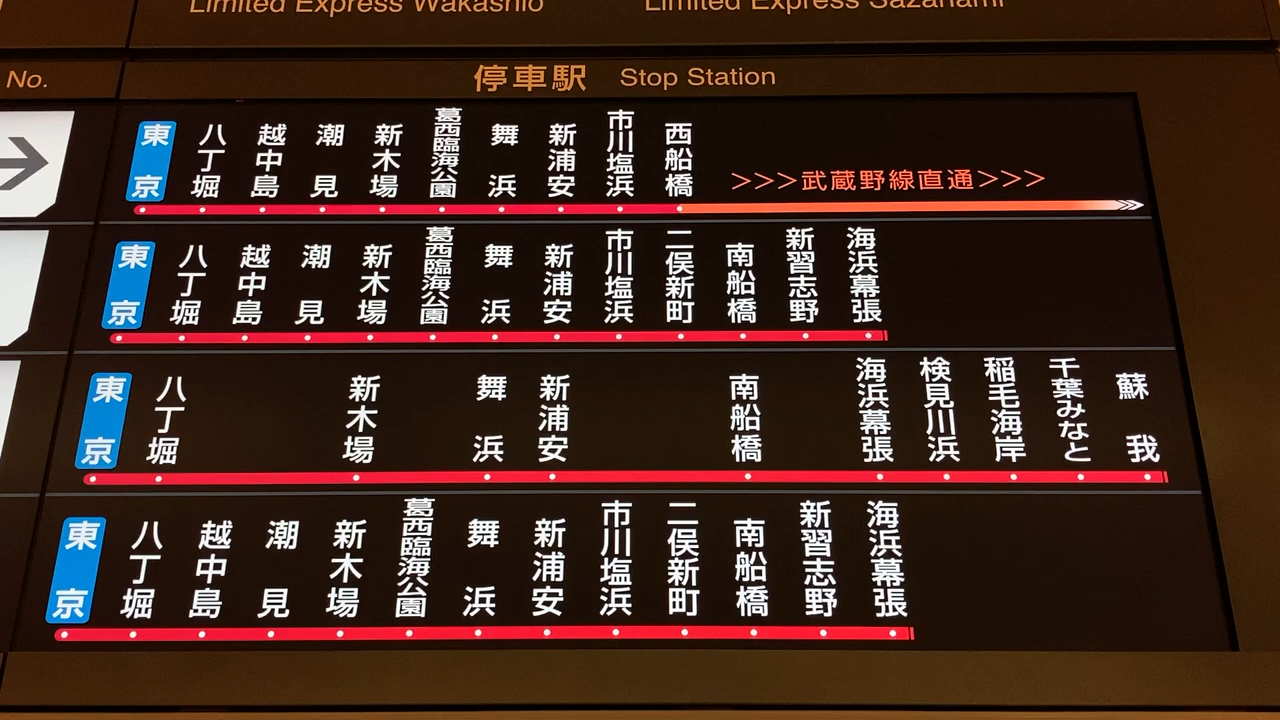 Limited Express Wakashio
Limited Express Sazanami
No.
停車駅 Stop Station
東京 八丁堀 越中島 潮見 新木場 葛西臨海公園 舞浜 新浦安 市川塩浜 西船橋 >>>武蔵野線直通>>>
東京 八丁堀 越中島 潮見 新木場 葛西臨海公園 舞浜 新浦安 市川塩浜 二俣新町 南船橋 新習志野 海浜幕張
東京 八丁堀 新木場 舞浜 新浦安 南船橋 海浜幕張 検見川浜 稲毛海岸 千葉みなと 蘇我
東京 八丁堀 越中島 潮見 新木場 葛西臨海公園 舞浜 新浦安 市川塩浜 二俣新町 南船橋 新習志野 海浜幕張